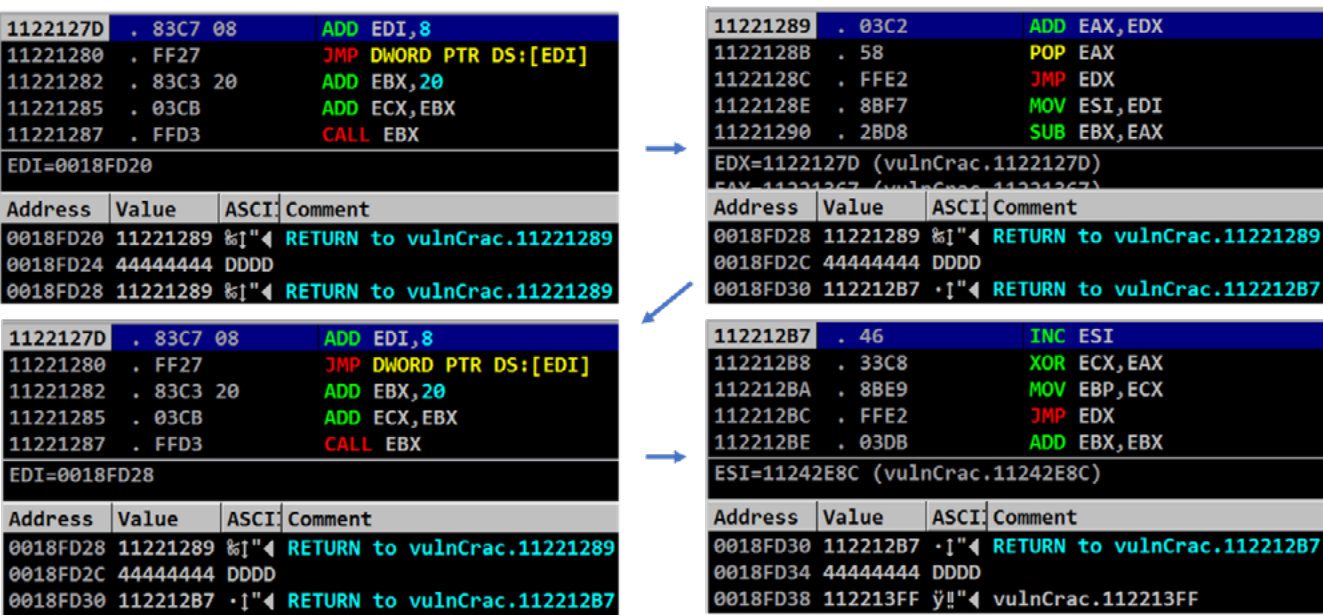 1122127D . 83C7 08 ADD EDI,8
11221280 . FF27 JMP DWORD PTR DS:[EDI]
11221282 . 83C3 20 ADD EBX,20
11221285 . 03CB ADD ECX,EBX
11221287 . FFD3 CALL EBX
EDI=0018FD20
Address Value ASCII Comment
0018FD20 11221289 ‰↕"◄ RETURN to vulnCrac.11221289
0018FD24 44444444 DDDD
0018FD28 11221289 ‰↕"◄ RETURN to vulnCrac.11221289
11221289 . 03C2 ADD EAX,EDX
1122128B . 58 POP EAX
1122128C . FFE2 JMP EDX
1122128E . 8BF7 MOV ESI,EDI
11221290 . 2BD8 SUB EBX,EAX
EDX=1122127D (vulnCrac.1122127D)
EAX=11221367 (vulnCrac.11221367)
Address Value ASCII Comment
0018FD28 11221289 ‰↕"◄ RETURN to vulnCrac.11221289
0018FD2C 44444444 DDDD
0018FD30 112212B7 ·↕"◄ RETURN to vulnCrac.112212B7
1122127D . 83C7 08 ADD EDI,8
11221280 . FF27 JMP DWORD PTR DS:[EDI]
11221282 . 83C3 20 ADD EBX,20
11221285 . 03CB ADD ECX,EBX
11221287 . FFD3 CALL EBX
EDI=0018FD28
Address Value ASCII Comment
0018FD28 11221289 ‰↕"◄ RETURN to vulnCrac.11221289
0018FD2C 44444444 DDDD
0018FD30 112212B7 ·↕"◄ RETURN to vulnCrac.112212B7
112212B7 . 46 INC ESI
112212B8 . 33C8 XOR ECX,EAX
112212BA . 8BE9 MOV EBP,ECX
112212BC . FFE2 JMP EDX
112212BE . 03DB ADD EBX,EBX
ESI=11242E8C (vulnCrac.11242E8C)
Address Value ASCII Comment
0018FD30 112212B7 ·↕"◄ RETURN to vulnCrac.112212B7
0018FD34 44444444 DDDD
0018FD38 112213FF ÿ‼"◄ vulnCrac.112213FF